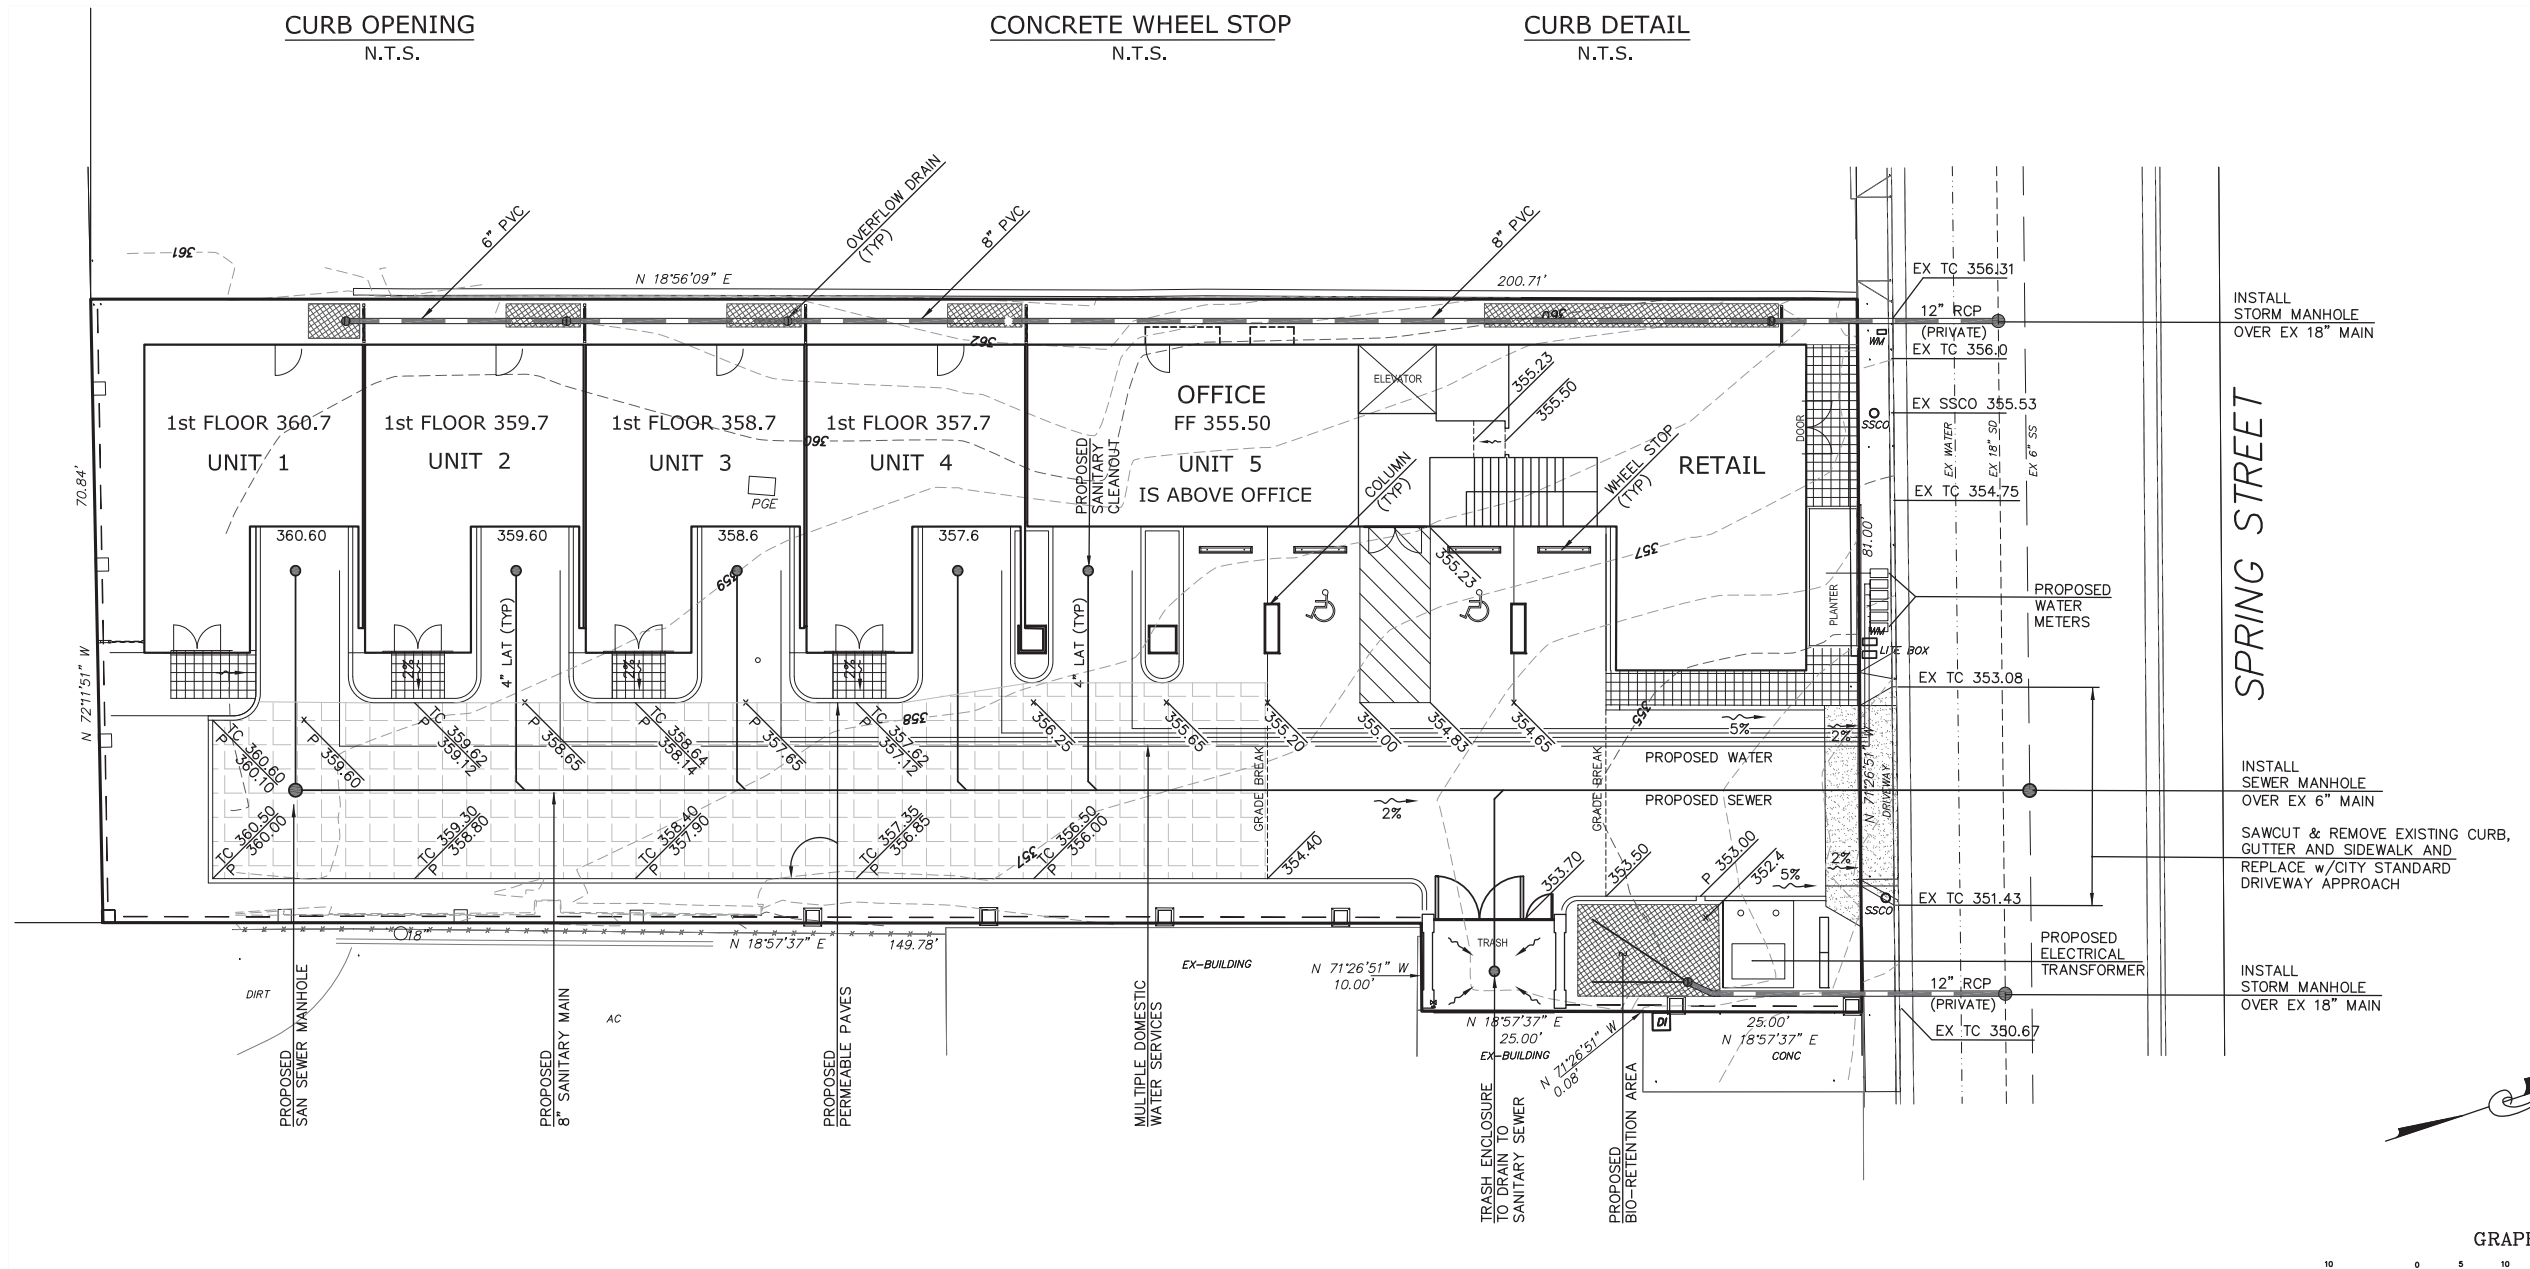 CURB OPENING
N.T.S.
CONCRETE WHEEL STOP
N.T.S.
CURB DETAIL
N.T.S.
6" PVC
OVERFLOW DRAIN
(TYP)
8" PVC
8" PVC
361
N 18°56'09" E
200.71'
362
360
EX TC 356.31
12" RCP
(PRIVATE)
INSTALL
STORM MANHOLE
OVER EX 18" MAIN
WM
EX TC 356.0
1st FLOOR 360.7
UNIT 1
1st FLOOR 359.7
UNIT 2
1st FLOOR 358.7
UNIT 3
1st FLOOR 357.7
UNIT 4
360
PGE
PROPOSED
SANITARY
CLEANOUT
OFFICE
FF 355.50
UNIT 5
IS ABOVE OFFICE
ELEVATOR
355.23
355.50
COLUMN
(TYP)
WHEEL STOP
(TYP)
RETAIL
DOOR
EX SSCO 355.53
SSCO
EX WATER
EX 18" SD
EX 6" SS
EX TC 354.75
SPRING STREET
70.84'
N 72°11'51" W
360.60
359.60
358.6
357.6
359
355.23
357
81.00'
PLANTER
PROPOSED
WATER
METERS
WM
LITE BOX
EX TC 353.08
4" LAT (TYP)
4" LAT (TYP)
2%
2%
2%
358
355
TC 360.60
P 360.10
P 359.60
TC 359.62
P 359.12
P 358.65
TC 358.64
P 358.14
P 357.65
TC 357.62
P 357.12
356.25
355.65
355.20
355.00
354.83
354.65
5%
2%
PROPOSED WATER
PROPOSED SEWER
GRADE BREAK
GRADE BREAK
2%
N 71°26'51" W
DRIVEWAY
INSTALL
SEWER MANHOLE
OVER EX 6" MAIN
TC 360.50
P 360.00
TC 359.30
P 358.80
TC 358.40
P 357.90
TC 357.35
P 356.85
357
TC 356.50
P 356.00
354.40
353.70
353.50
P 353.00
352.4
5%
2%
SAWCUT & REMOVE EXISTING CURB,
GUTTER AND SIDEWALK AND
REPLACE w/CITY STANDARD
DRIVEWAY APPROACH
EX TC 351.43
SSCO
18"
N 18°57'37" E
149.78'
DIRT
AC
EX-BUILDING
N 71°26'51" W
10.00'
TRASH
PROPOSED
ELECTRICAL
TRANSFORMER
12" RCP
(PRIVATE)
INSTALL
STORM MANHOLE
OVER EX 18" MAIN
N 18°57'37" E
25.00'
EX-BUILDING
N 71°26'51" W
0.08'
DI
25.00'
N 18°57'37" E
CONC
EX TC 350.67
PROPOSED
SAN SEWER MANHOLE
PROPOSED
8" SANITARY MAIN
PROPOSED
PERMEABLE PAVES
MULTIPLE DOMESTIC
WATER SERVICES
TRASH ENCLOSURE
TO DRAIN TO
SANITARY SEWER
PROPOSED
BIO-RETENTION AREA
10 0 5 10